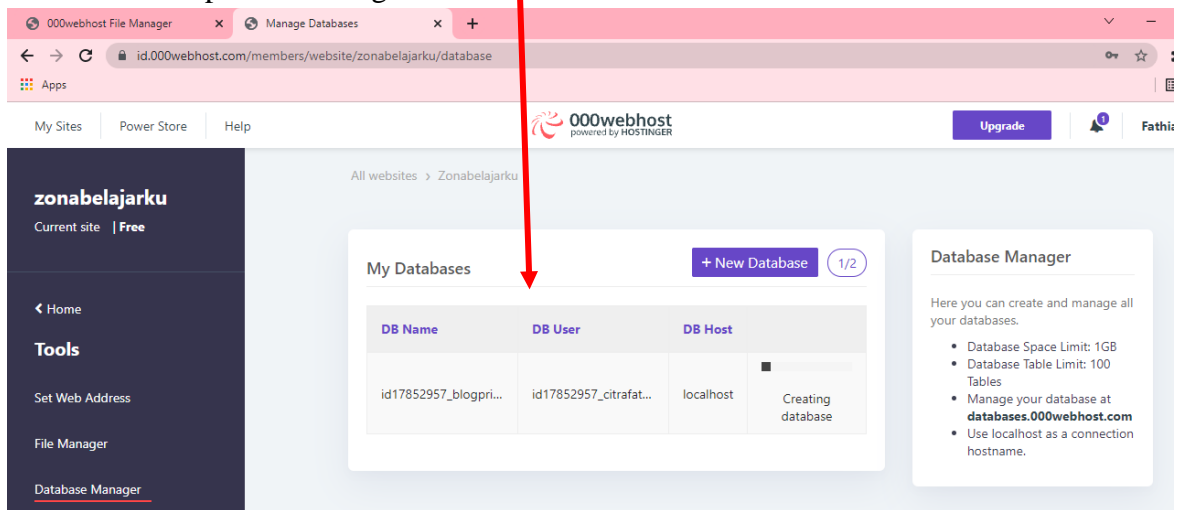 000webhost File Manager
Manage Databases
id.000webhost.com/members/website/zonabelajarku/database
Apps
My Sites
Power Store
Help
000webhost
powered by HOSTINGER
Upgrade
1
Fathia
zonabelajarku
Current site | Free
Home
Tools
Set Web Address
File Manager
Database Manager
All websites > Zonabelajarku
My Databases
+ New Database
1/2
DB Name DB User DB Host
id17852957_blogpri... id17852957_citrafat... localhost
Creating
database
Database Manager
Here you can create and manage all
your databases.
• Database Space Limit: 1GB
• Database Table Limit: 100
Tables
• Manage your database at
databases.000webhost.com
• Use localhost as a connection
hostname.